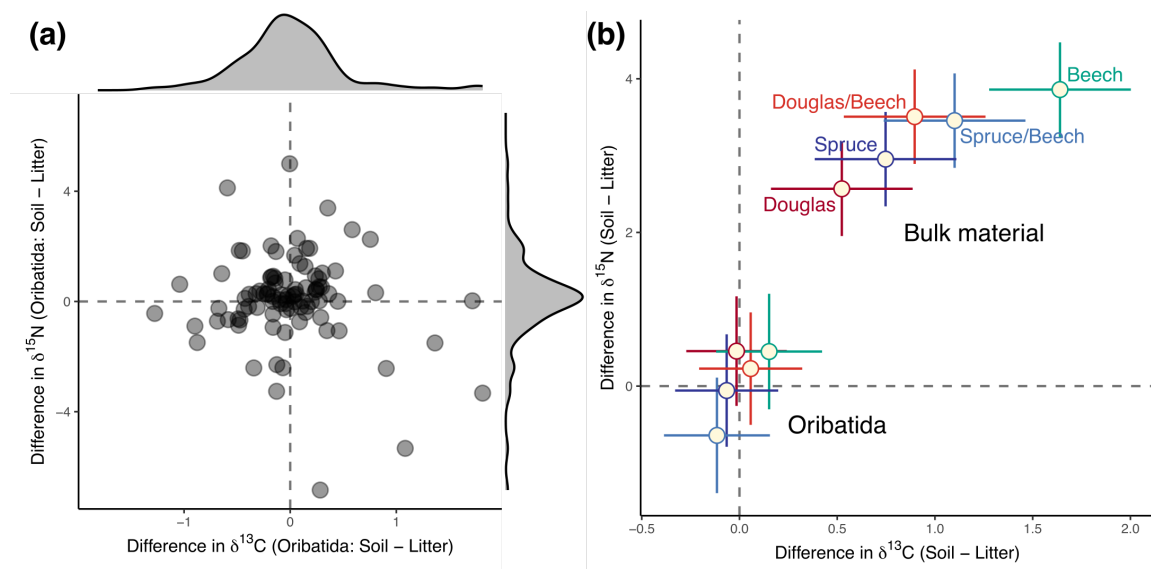 (a)
Difference in δ¹⁵N (Oribatida: Soil − Litter)
4
0
−4
−1
0
1
Difference in δ¹³C (Oribatida: Soil − Litter)
(b)
Difference in δ¹⁵N (Soil − Litter)
4
2
0
Beech
Douglas/Beech
Spruce/Beech
Spruce
Douglas
Bulk material
Oribatida
−0.5
0.0
0.5
1.0
1.5
2.0
Difference in δ¹³C (Soil − Litter)